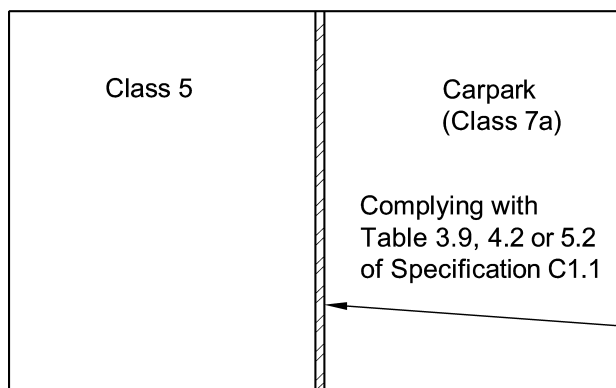 Class 5
Carpark
(Class 7a)
Complying with
Table 3.9, 4.2 or 5.2
of Specification C1.1